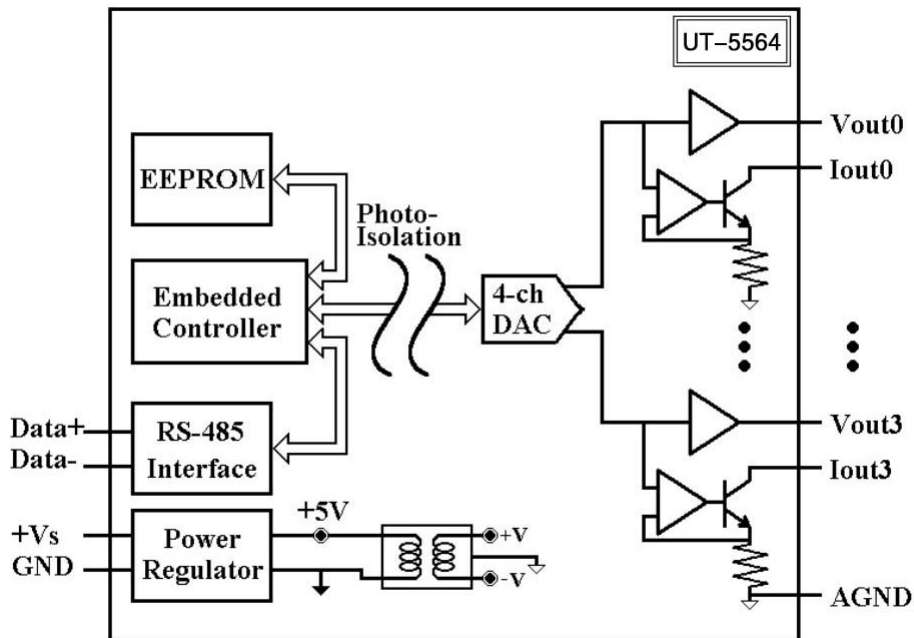 UT-5564
Vout0
Iout0
EEPROM
Photo-
Isolation
Embedded
Controller
4-ch
DAC
Data+
Data-
RS-485
Interface
Vout3
Iout3
+Vs
GND
Power
Regulator
+5V
+V
-V
AGND